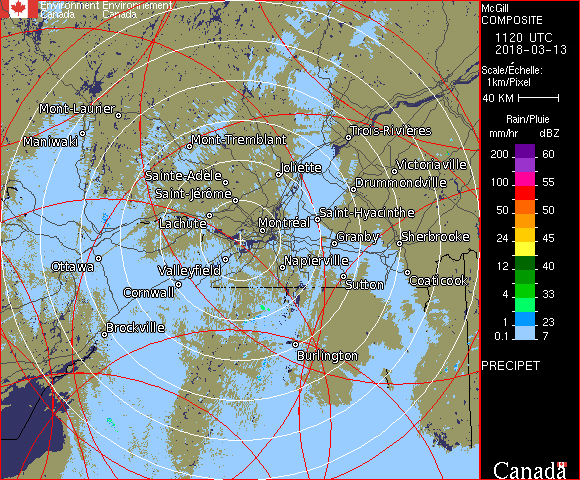 Environment Environnement
Canada Canada
McGill
COMPOSITE
1120 UTC
2018-03-13
Scale/Échelle:
1km/Pixel
40 KM
Rain/Pluie
mm/hr dBZ
200 60
100 55
50 50
24 45
12 40
4 33
1 23
0.1 7
PRECIPET
Canada
Mont-Laurier
Maniwaki
Mont-Tremblant
Trois-Rivières
Sainte-Adèle
Joliette
Victoriaville
Saint-Jérôme
Drummondville
Lachute
Montréal
Saint-Hyacinthe
Granby
Sherbrooke
Ottawa
Valleyfield
Napierville
Cornwall
Sutton
Coaticook
Brockville
Burlington